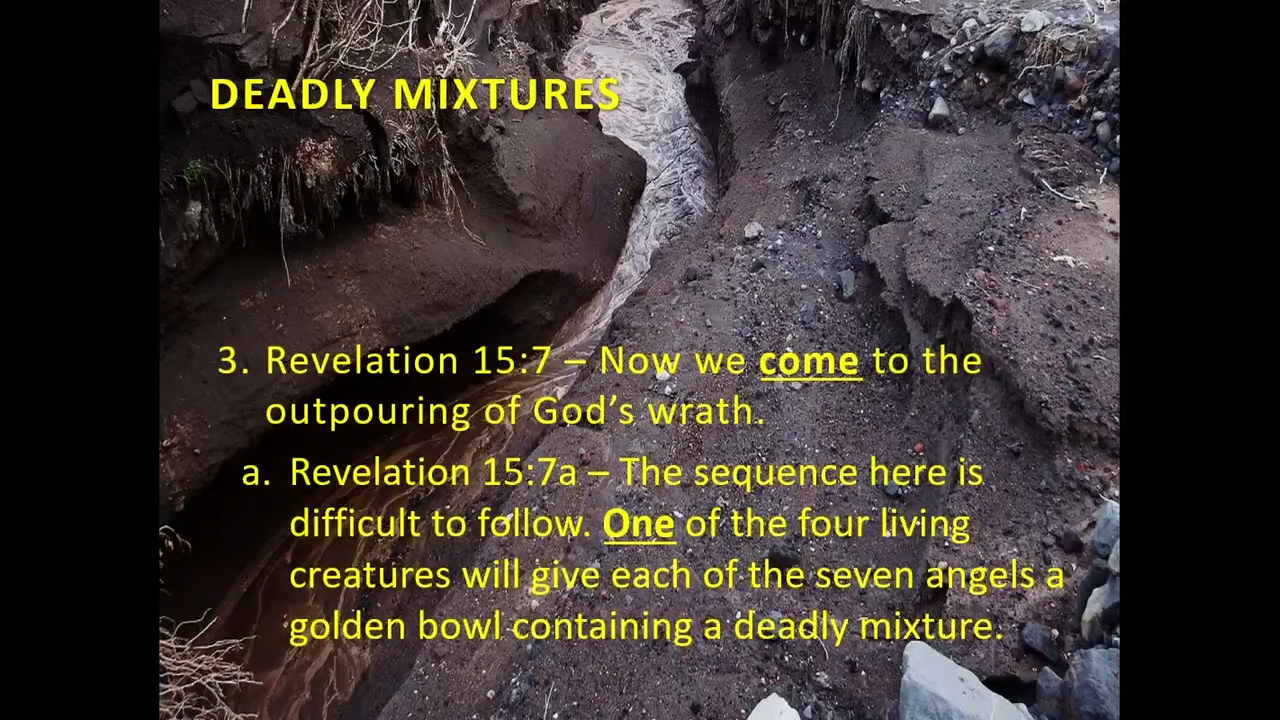 DEADLY MIXTURES
3. Revelation 15:7 – Now we come to the
outpouring of God’s wrath.
a. Revelation 15:7a – The sequence here is
difficult to follow. One of the four living
creatures will give each of the seven angels a
golden bowl containing a deadly mixture.